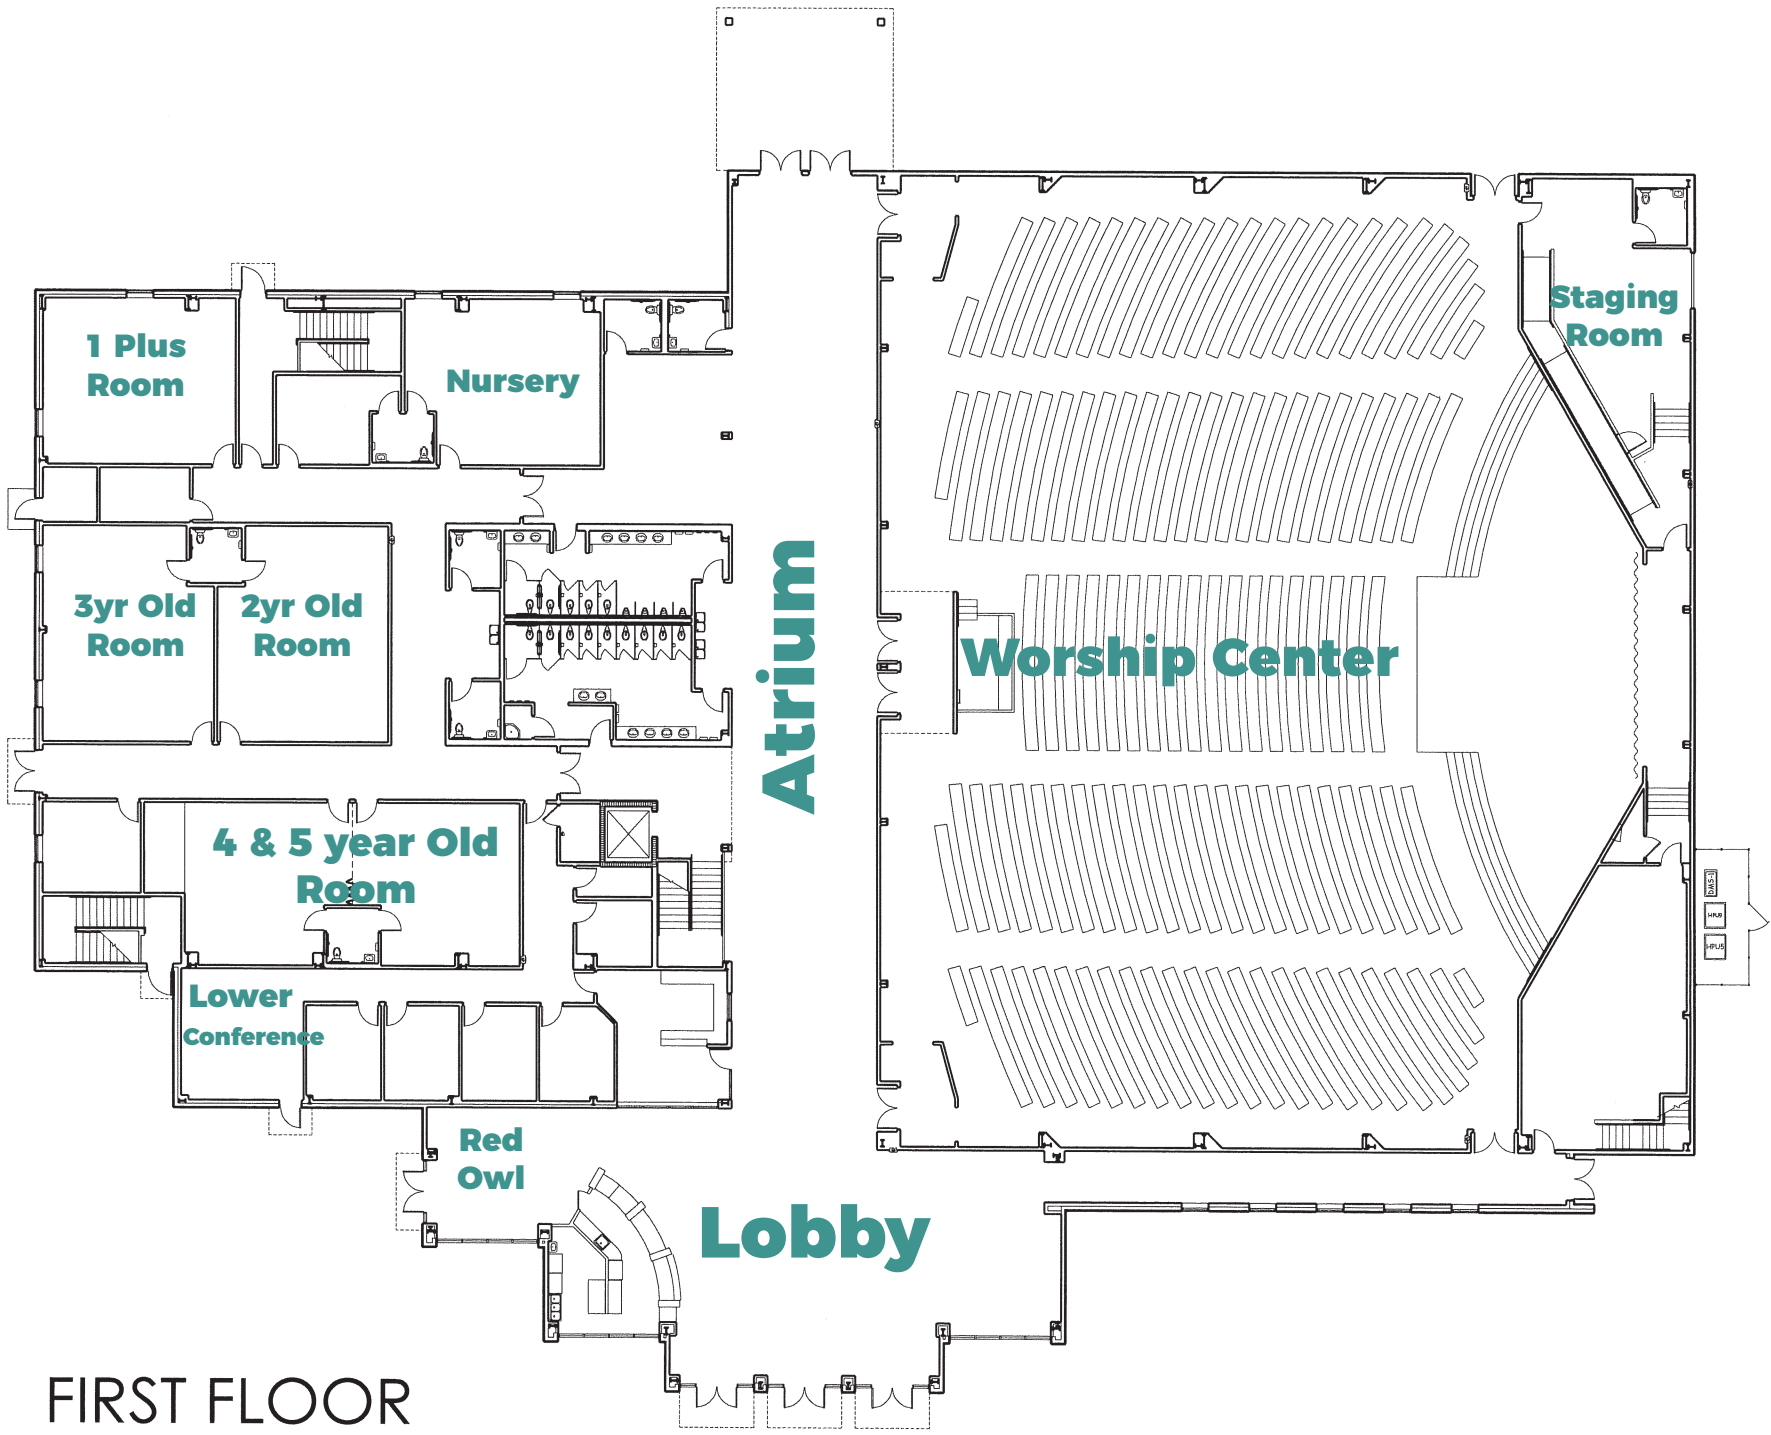 Staging
Room
1 Plus
Room
Nursery
3yr Old
Room
2yr Old
Room
Atrium
Worship Center
4 & 5 year Old
Room
Lower
Conference
Red
Owl
Lobby
HPU5
FIRST FLOOR